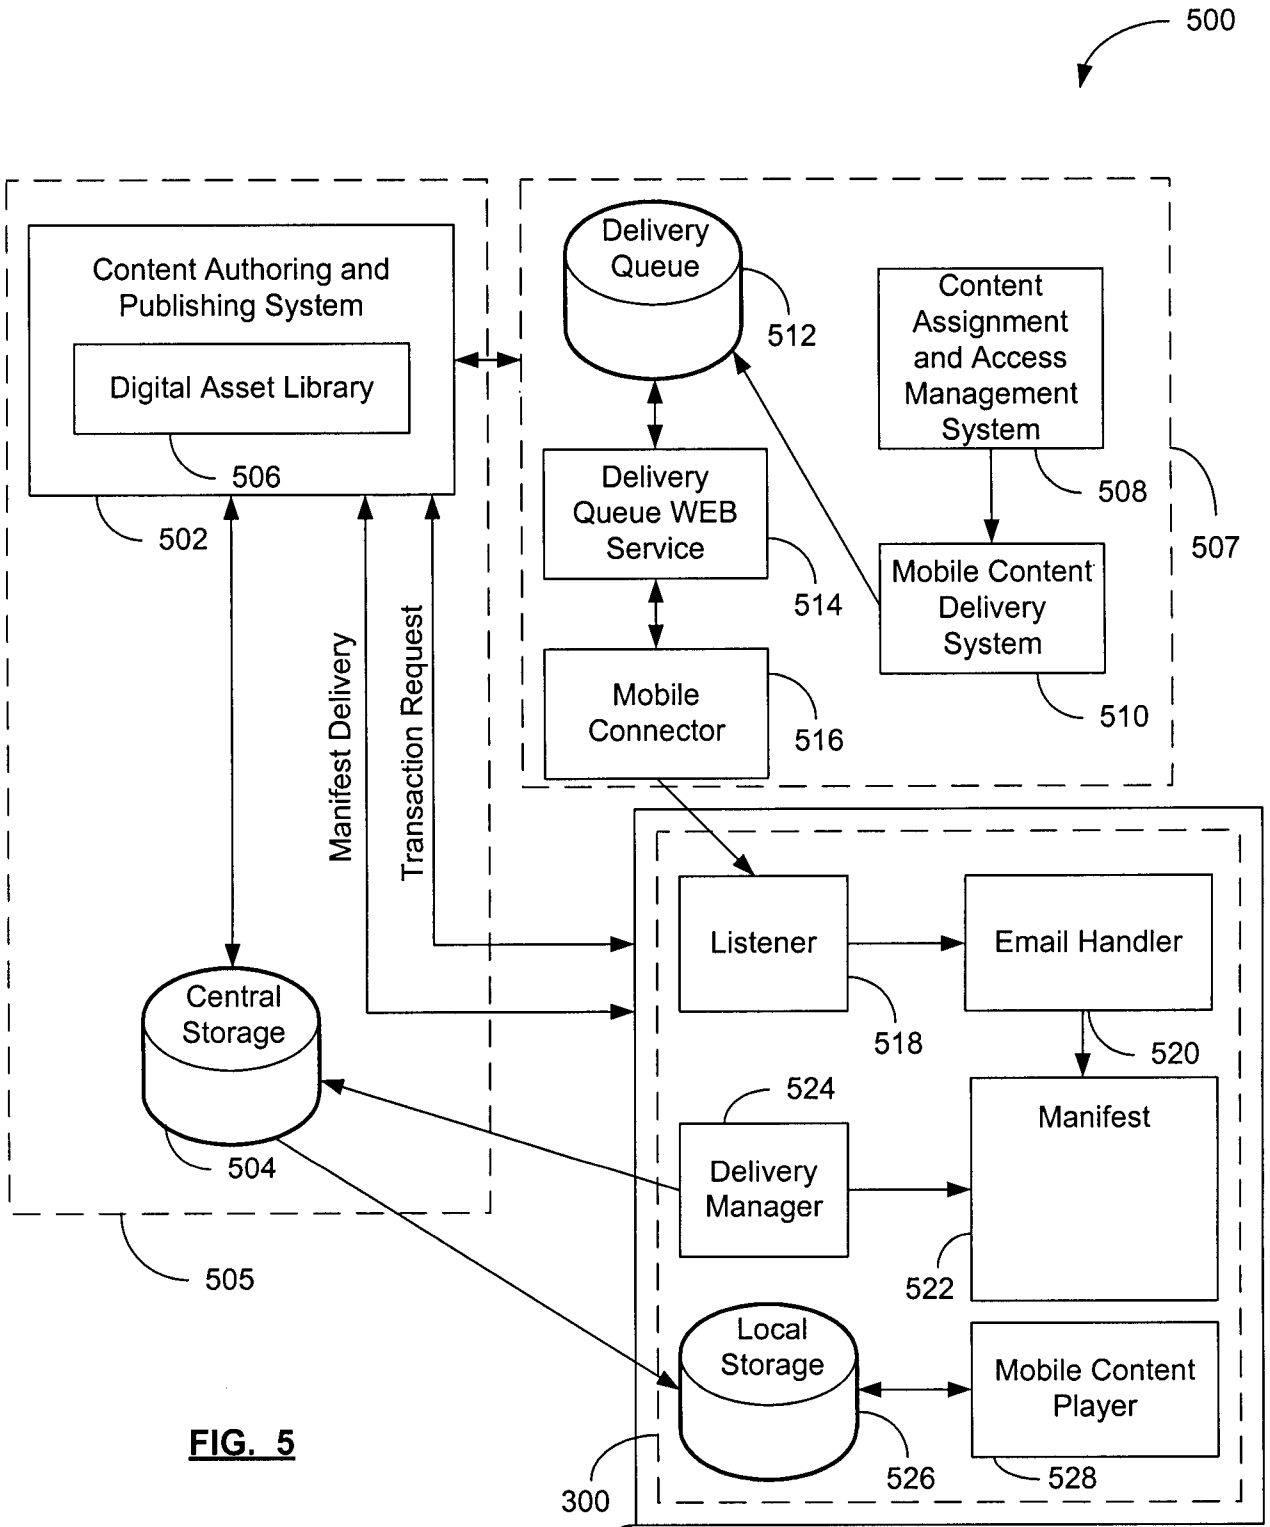 500
Content Authoring and
Publishing System
Digital Asset Library
506
502
Delivery
Queue
512
Content
Assignment
and Access
Management
System
508
507
Delivery
Queue WEB
Service
514
Mobile Content
Delivery
System
510
Mobile
Connector
516
Manifest Delivery
Transaction Request
Listener
518
Email Handler
520
Central
Storage
504
505
524
Delivery
Manager
Manifest
522
Local
Storage
526
Mobile Content
Player
528
300
FIG. 5